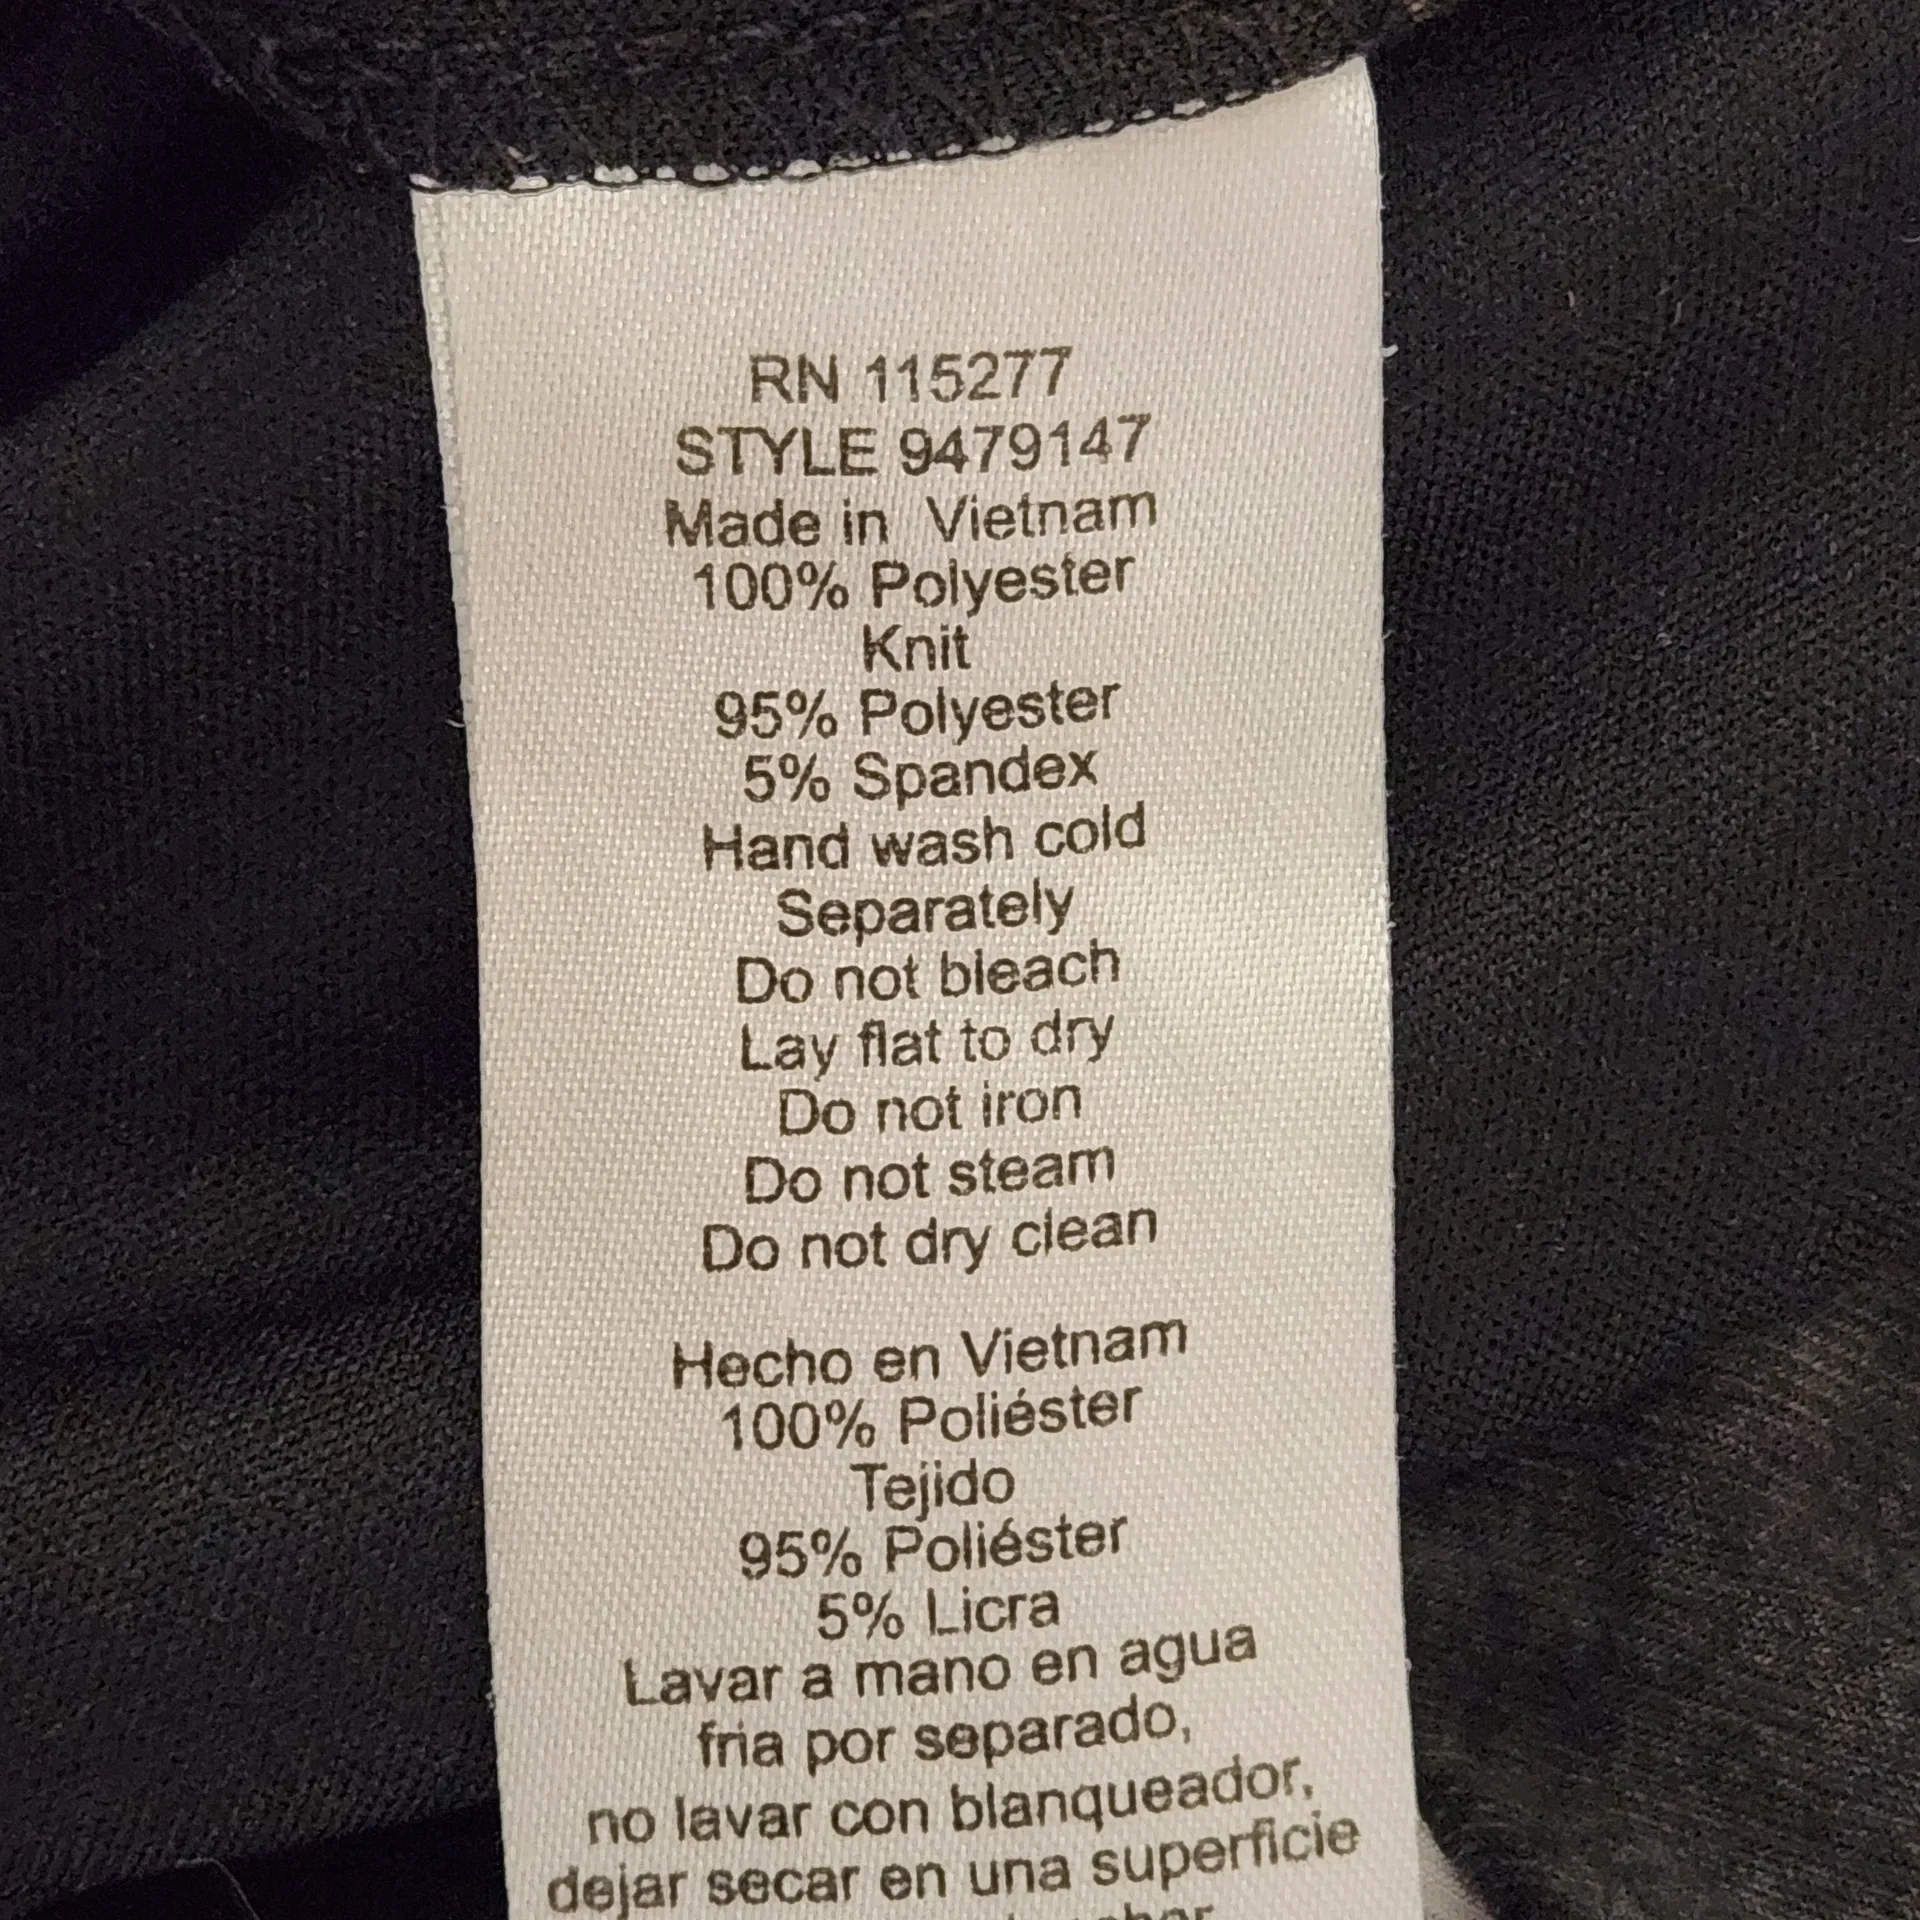 RN 115277
STYLE 9479147
Made in Vietnam
100% Polyester
Knit
95% Polyester
5% Spandex
Hand wash cold
Separately
Do not bleach
Lay flat to dry
Do not iron
Do not steam
Do not dry clean
Hecho en Vietnam
100% Poliéster
Tejido
95% Poliéster
5% Licra
Lavar a mano en agua
fria por separado,
no lavar con blanqueador,
dejar secar en una superficie